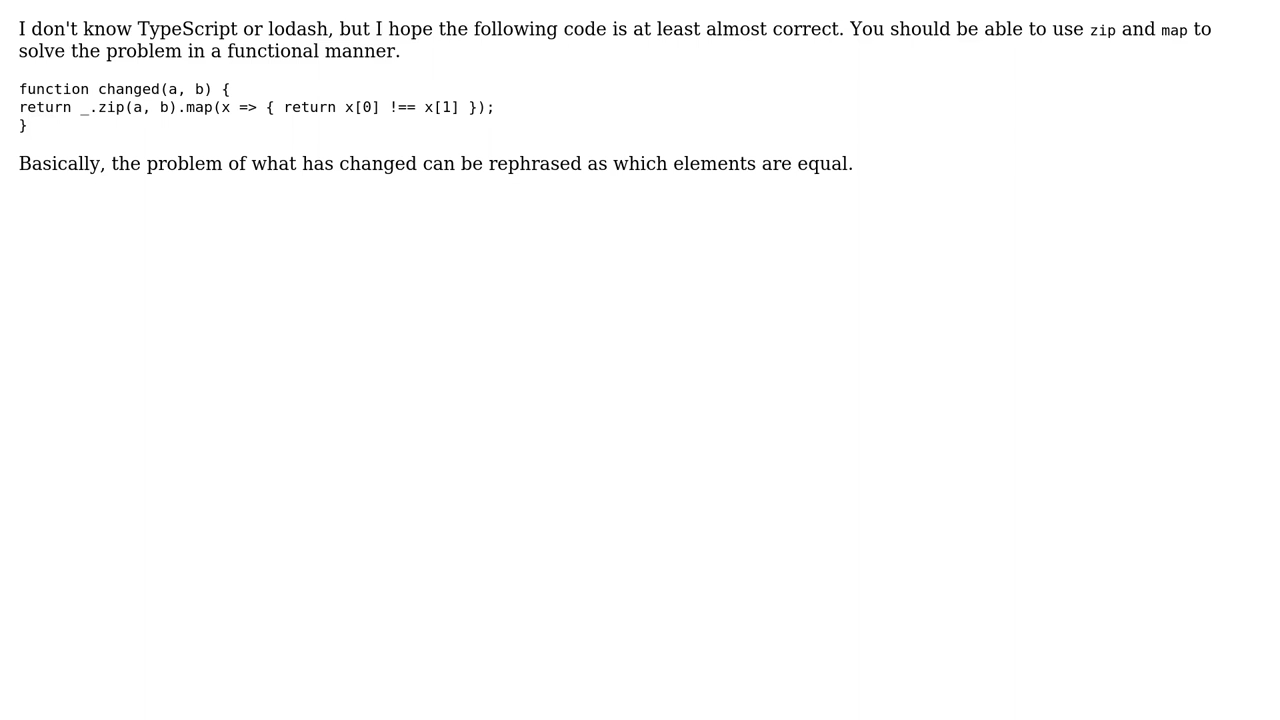 I don't know TypeScript or lodash, but I hope the following code is at least almost correct. You should be able to use zip and map to
solve the problem in a functional manner.
function changed(a, b) {
return _.zip(a, b).map(x => { return x[0] !== x[1] });
}
Basically, the problem of what has changed can be rephrased as which elements are equal.